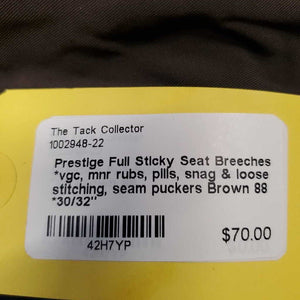 The Tack Collector
1002948-22
Prestige Full Sticky Seat Breeches
*vgc, mnr rubs, pills, snag & loose
stitching, seam puckers Brown 88
*30/32"
42H7YP
$70.00